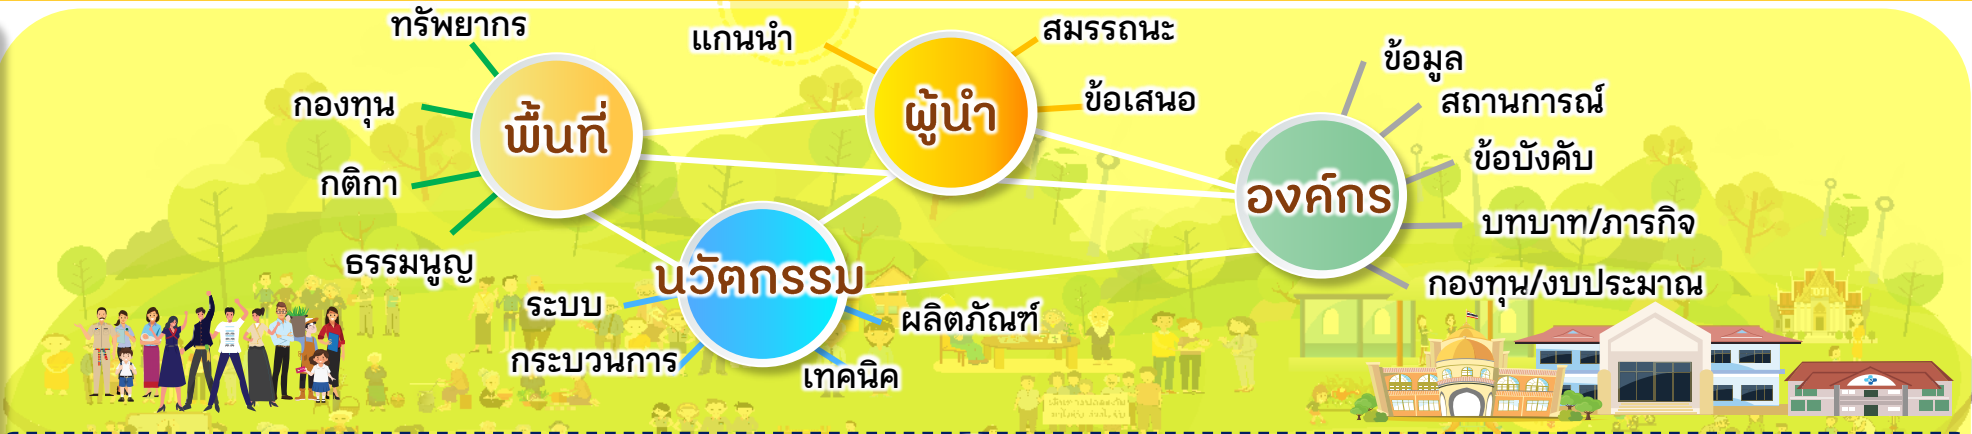 ทรัพยากร
กองทุน
กติกา
ธรรมนูญ
พื้นที่
แกนนำ
สมรรถนะ
ข้อเสนอ
ผู้นำ
นวัตกรรม
ระบบ
กระบวนการ
ผลิตภัณฑ์
เทคนิค
องค์กร
ข้อมูล
สถานการณ์
ข้อบังคับ
บทบาท/ภารกิจ
กองทุน/งบประมาณ